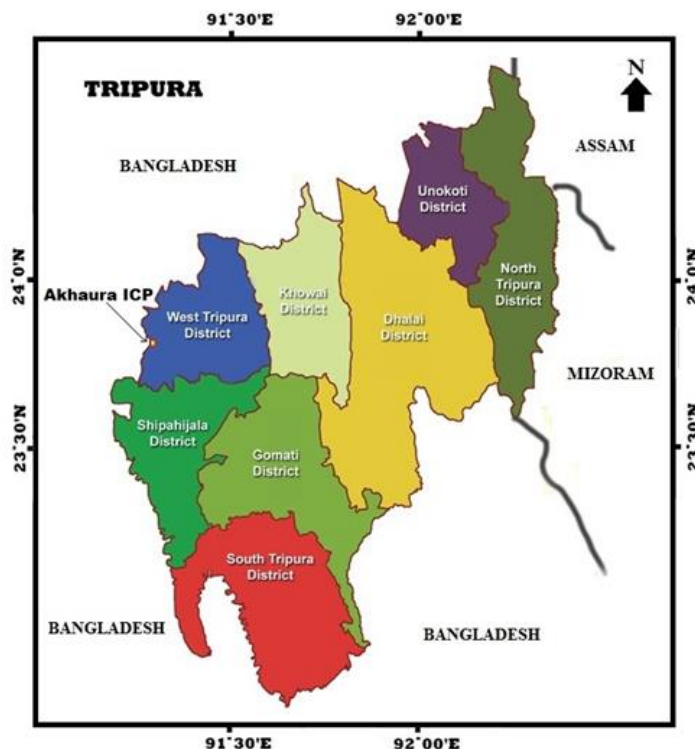 91°30'E
92°00'E
TRIPURA
N
BANGLADESH
ASSAM
Unokoti
District
24°0'N
24°0'N
North
Tripura
District
Akhaura ICP
Khowai
District
West Tripura
District
Dhalai
District
MIZORAM
Shipahijala
District
23°30'N
23°30'N
Gomati
District
South Tripura
District
BANGLADESH
BANGLADESH
91°30'E
92°00'E